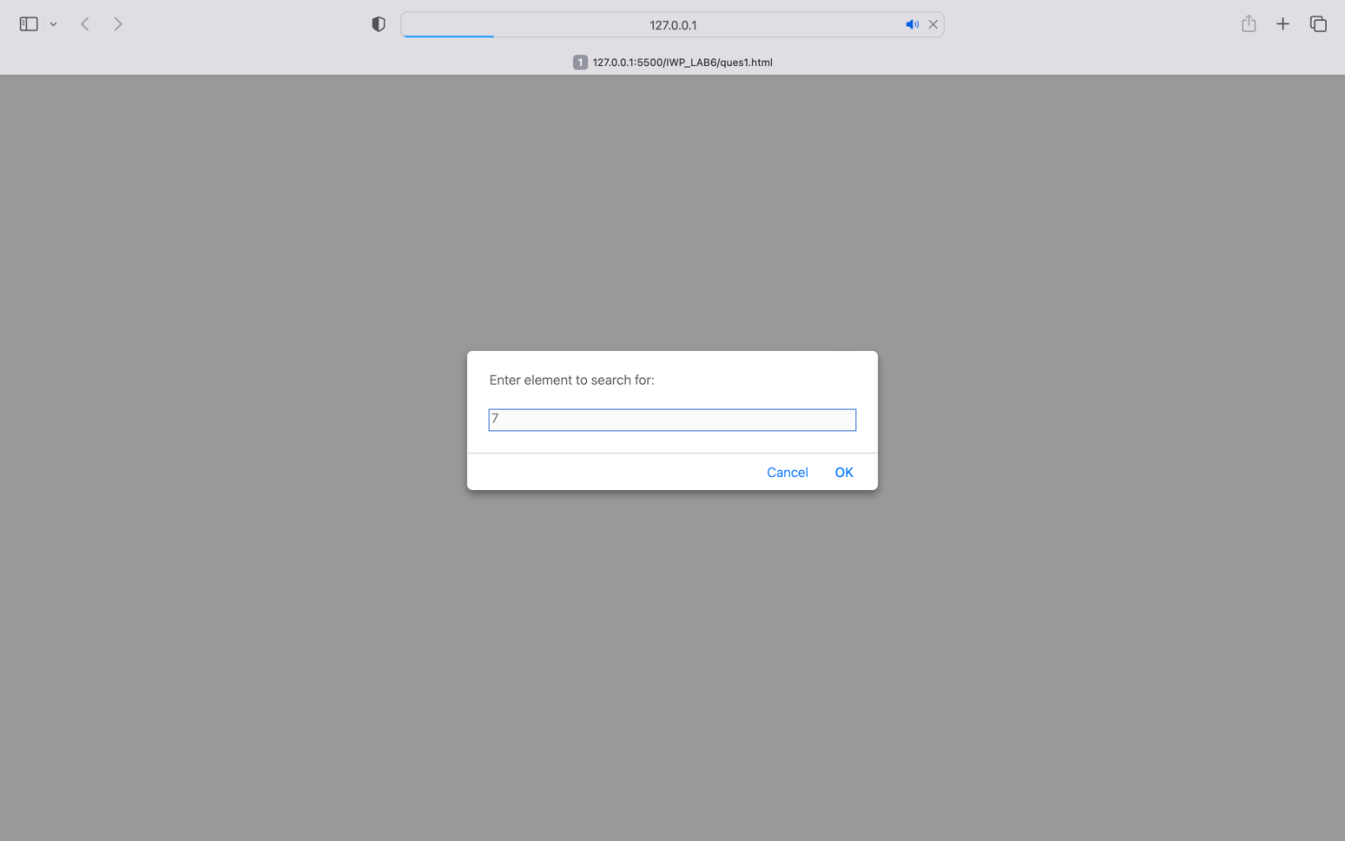 127.0.0.1
1 127.0.0.1:5500/IWP_LAB6/ques1.html
Enter element to search for:
7
Cancel OK